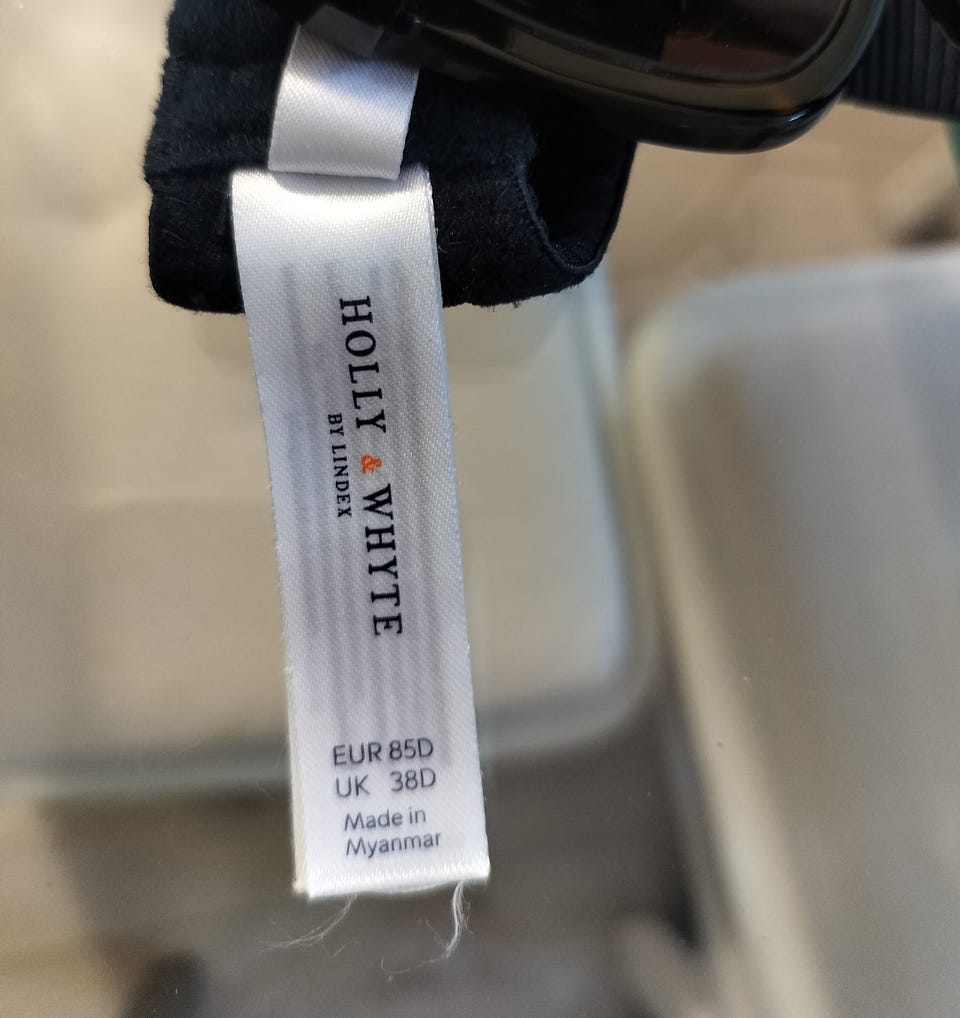 HOLLY & WHYTE
BY LINDEX
EUR 85D
UK 38D
Made in
Myanmar